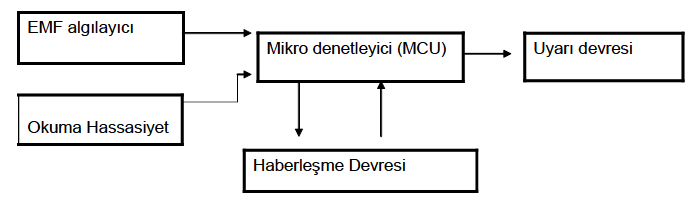 EMF algılayıcı
Mikro denetleyici (MCU)
Uyarı devresi
Okuma Hassasiyet
Haberleşme Devresi